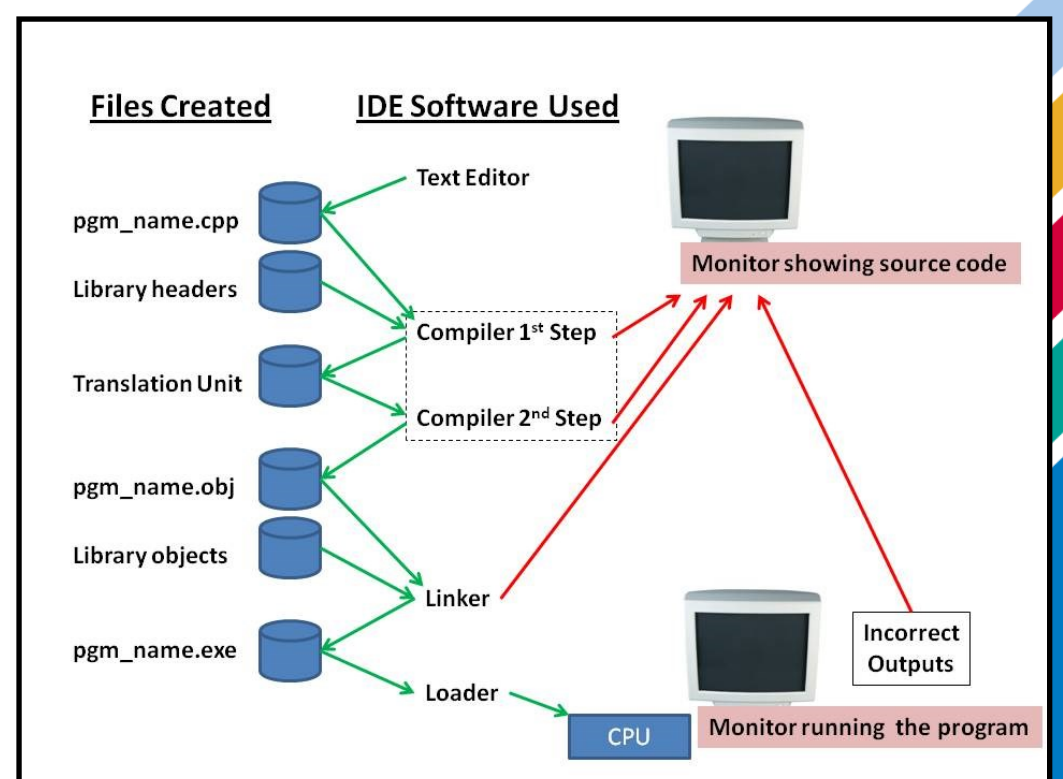 Files Created
IDE Software Used
Text Editor
pgm_name.cpp
Monitor showing source code
Library headers
Compiler 1st Step
Translation Unit
Compiler 2nd Step
pgm_name.obj
Library objects
Linker
Incorrect
Outputs
pgm_name.exe
Loader
CPU
Monitor running the program